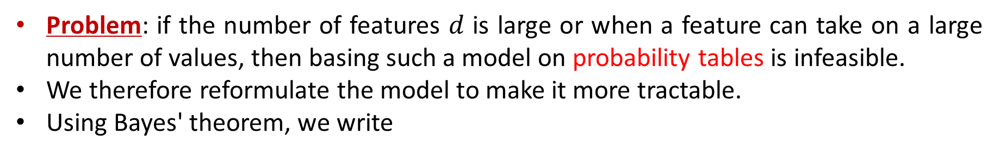 • Problem: if the number of features d is large or when a feature can take on a large
number of values, then basing such a model on probability tables is infeasible.
• We therefore reformulate the model to make it more tractable.
• Using Bayes' theorem, we write